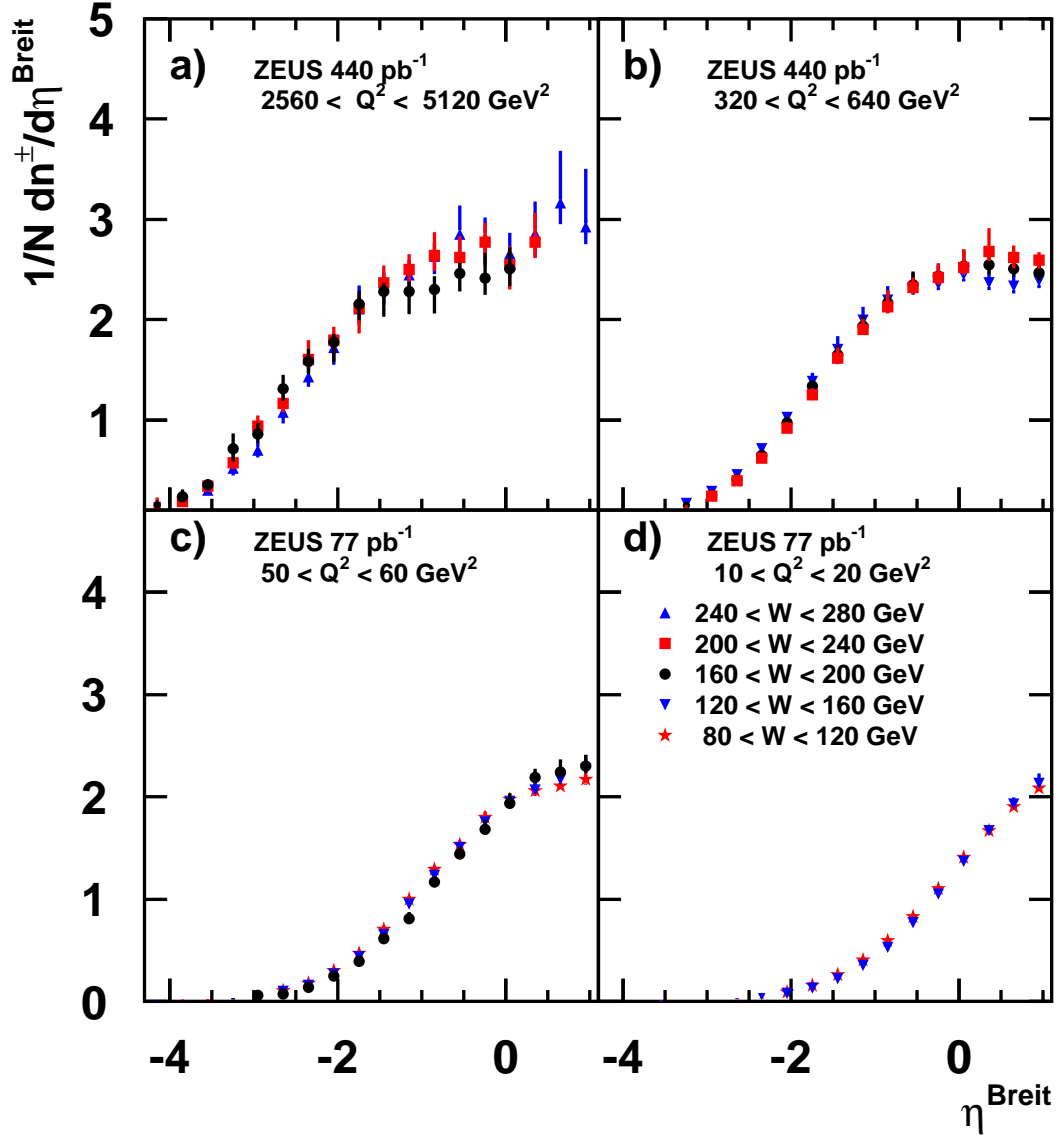 1/N dn±/dηBreit
5
4
3
2
1
a)
ZEUS 440 pb-1
2560 < Q2 < 5120 GeV2
b)
ZEUS 440 pb-1
320 < Q2 < 640 GeV2
4
3
2
1
0
c)
ZEUS 77 pb-1
50 < Q2 < 60 GeV2
d)
ZEUS 77 pb-1
10 < Q2 < 20 GeV2
240 < W < 280 GeV
200 < W < 240 GeV
160 < W < 200 GeV
120 < W < 160 GeV
80 < W < 120 GeV
-4 -2 0
-4 -2 0
ηBreit